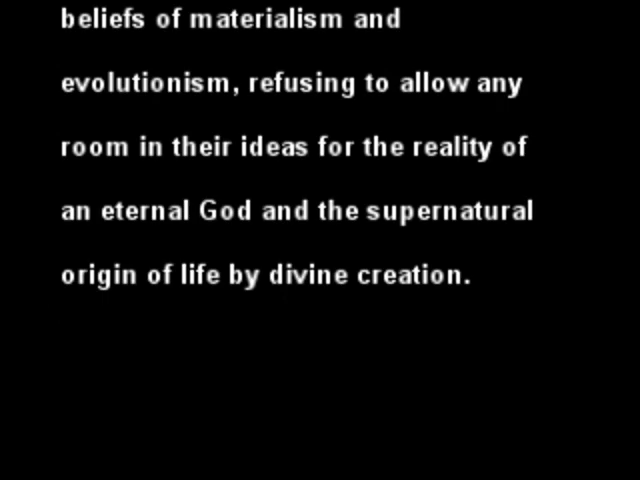 beliefs of materialism and
evolutionism, refusing to allow any
room in their ideas for the reality of
an eternal God and the supernatural
origin of life by divine creation.